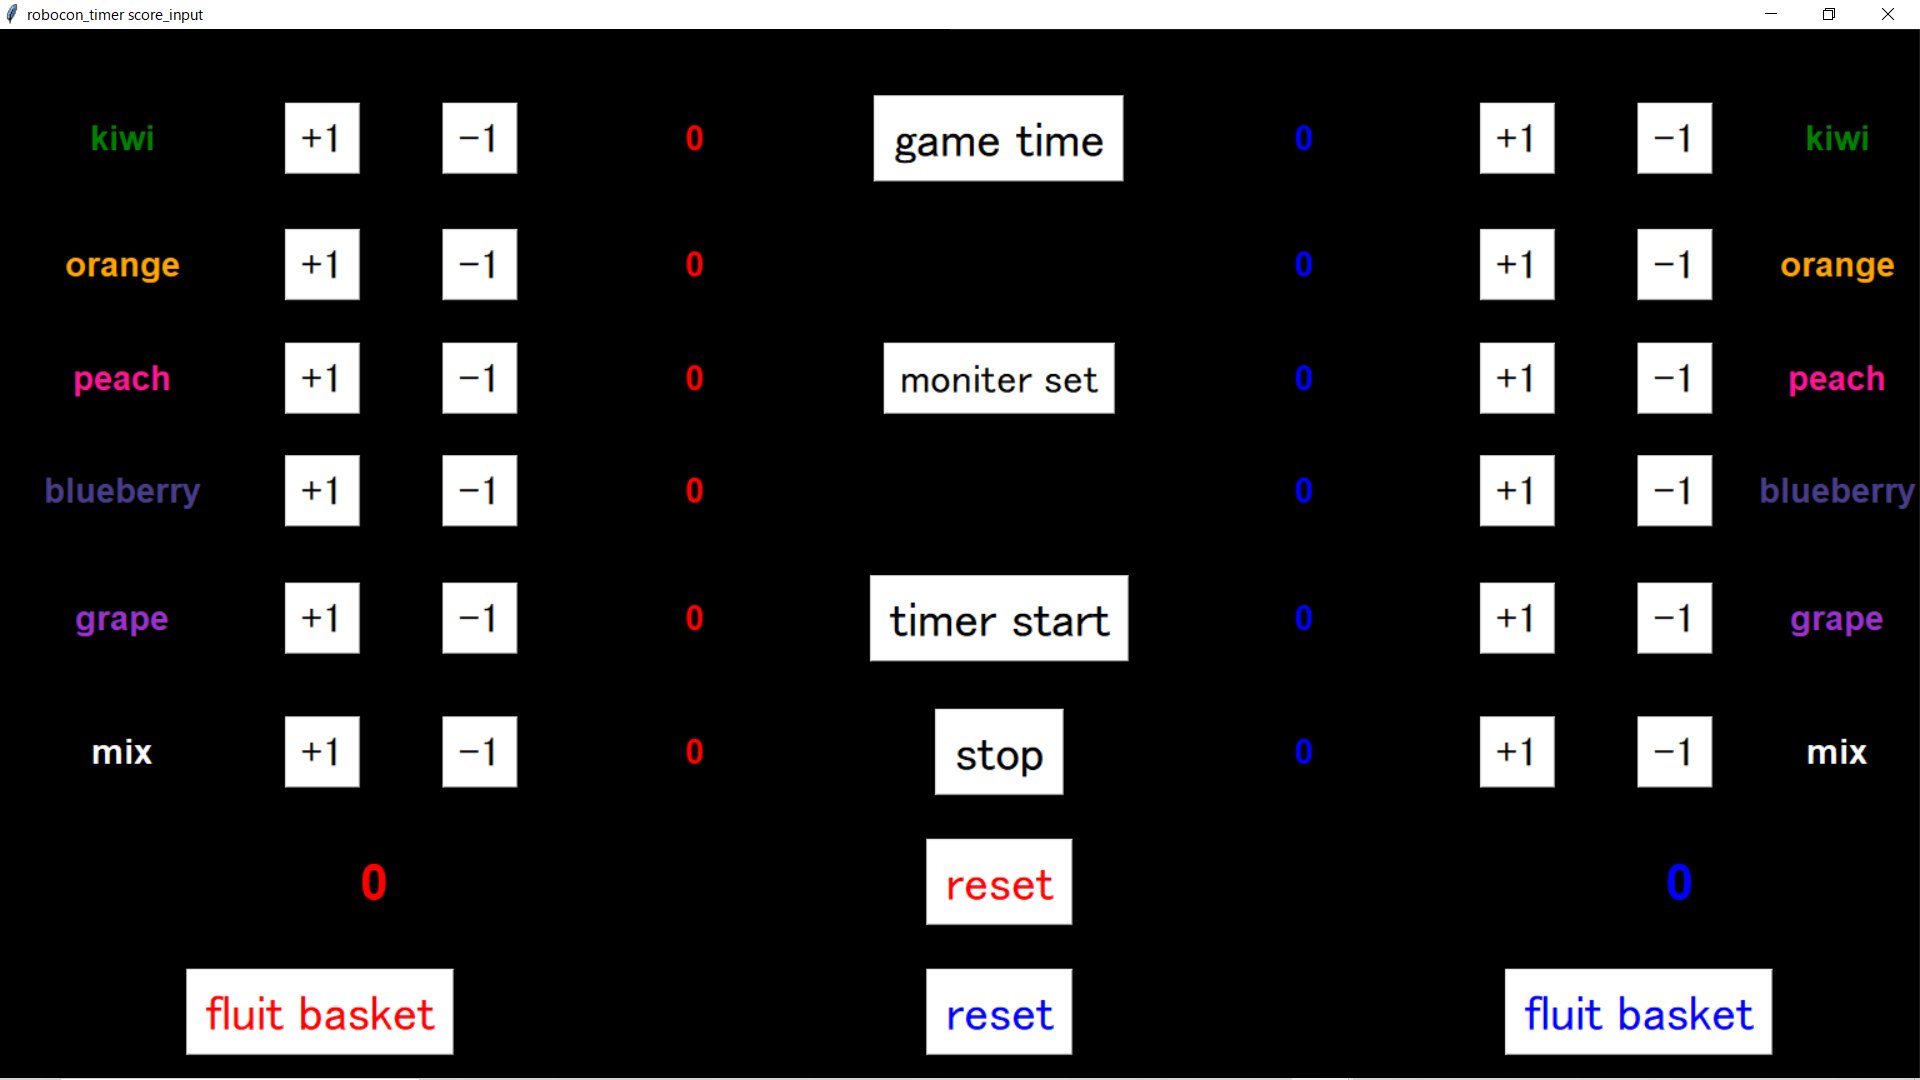 robocon_timer score_input
kiwi +1 -1 0 game time 0 +1 -1 kiwi
orange +1 -1 0 0 +1 -1 orange
peach +1 -1 0 moniter set 0 +1 -1 peach
blueberry +1 -1 0 0 +1 -1 blueberry
grape +1 -1 0 timer start 0 +1 -1 grape
mix +1 -1 0 stop 0 +1 -1 mix
0 reset 0
fluit basket reset fluit basket